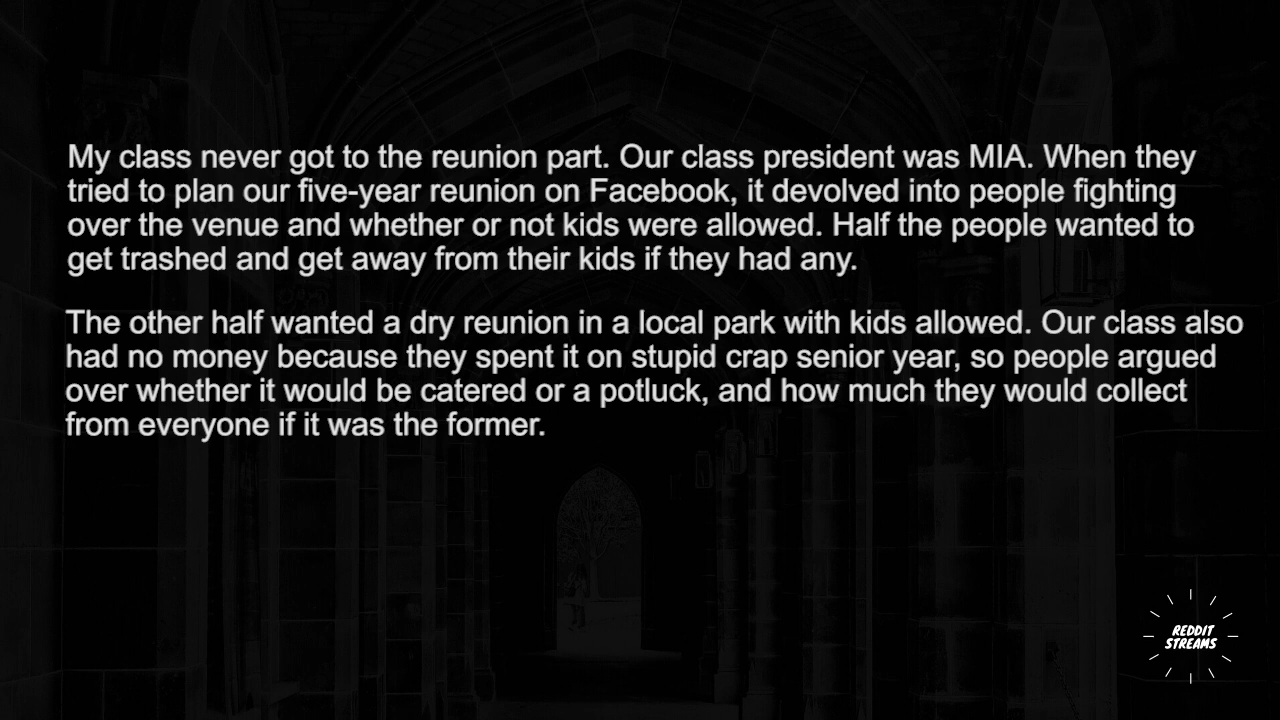 My class never got to the reunion part. Our class president was MIA. When they
tried to plan our five-year reunion on Facebook, it devolved into people fighting
over the venue and whether or not kids were allowed. Half the people wanted to
get trashed and get away from their kids if they had any.
The other half wanted a dry reunion in a local park with kids allowed. Our class also
had no money because they spent it on stupid crap senior year, so people argued
over whether it would be catered or a potluck, and how much they would collect
from everyone if it was the former.
REDDIT
STREAMS